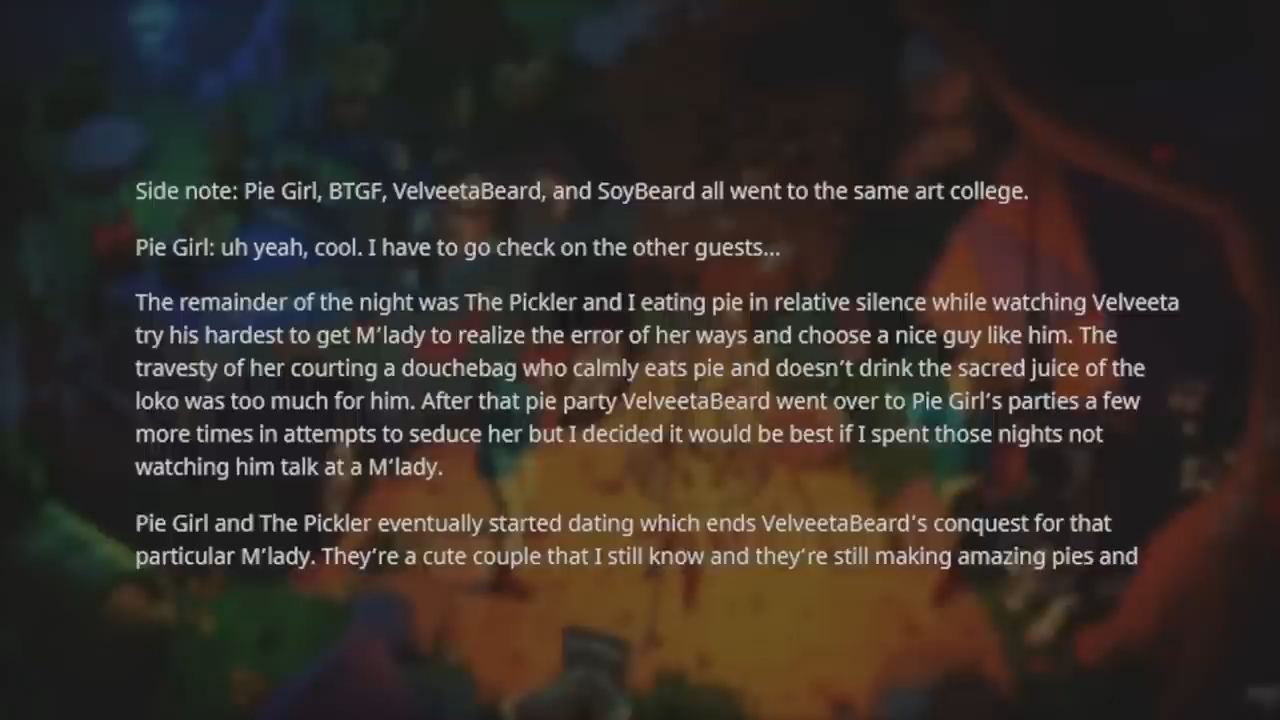 Side note: Pie Girl, BTGF, VelveetaBeard, and SoyBeard all went to the same art college.
Pie Girl: uh yeah, cool. I have to go check on the other guests...
The remainder of the night was The Pickler and I eating pie in relative silence while watching Velveeta
try his hardest to get M’lady to realize the error of her ways and choose a nice guy like him. The
travesty of her courting a douchebag who calmly eats pie and doesn’t drink the sacred juice of the
loko was too much for him. After that pie party VelveetaBeard went over to Pie Girl’s parties a few
more times in attempts to seduce her but I decided it would be best if I spent those nights not
watching him talk at a M’lady.
Pie Girl and The Pickler eventually started dating which ends VelveetaBeard’s conquest for that
particular M’lady. They’re a cute couple that I still know and they’re still making amazing pies and